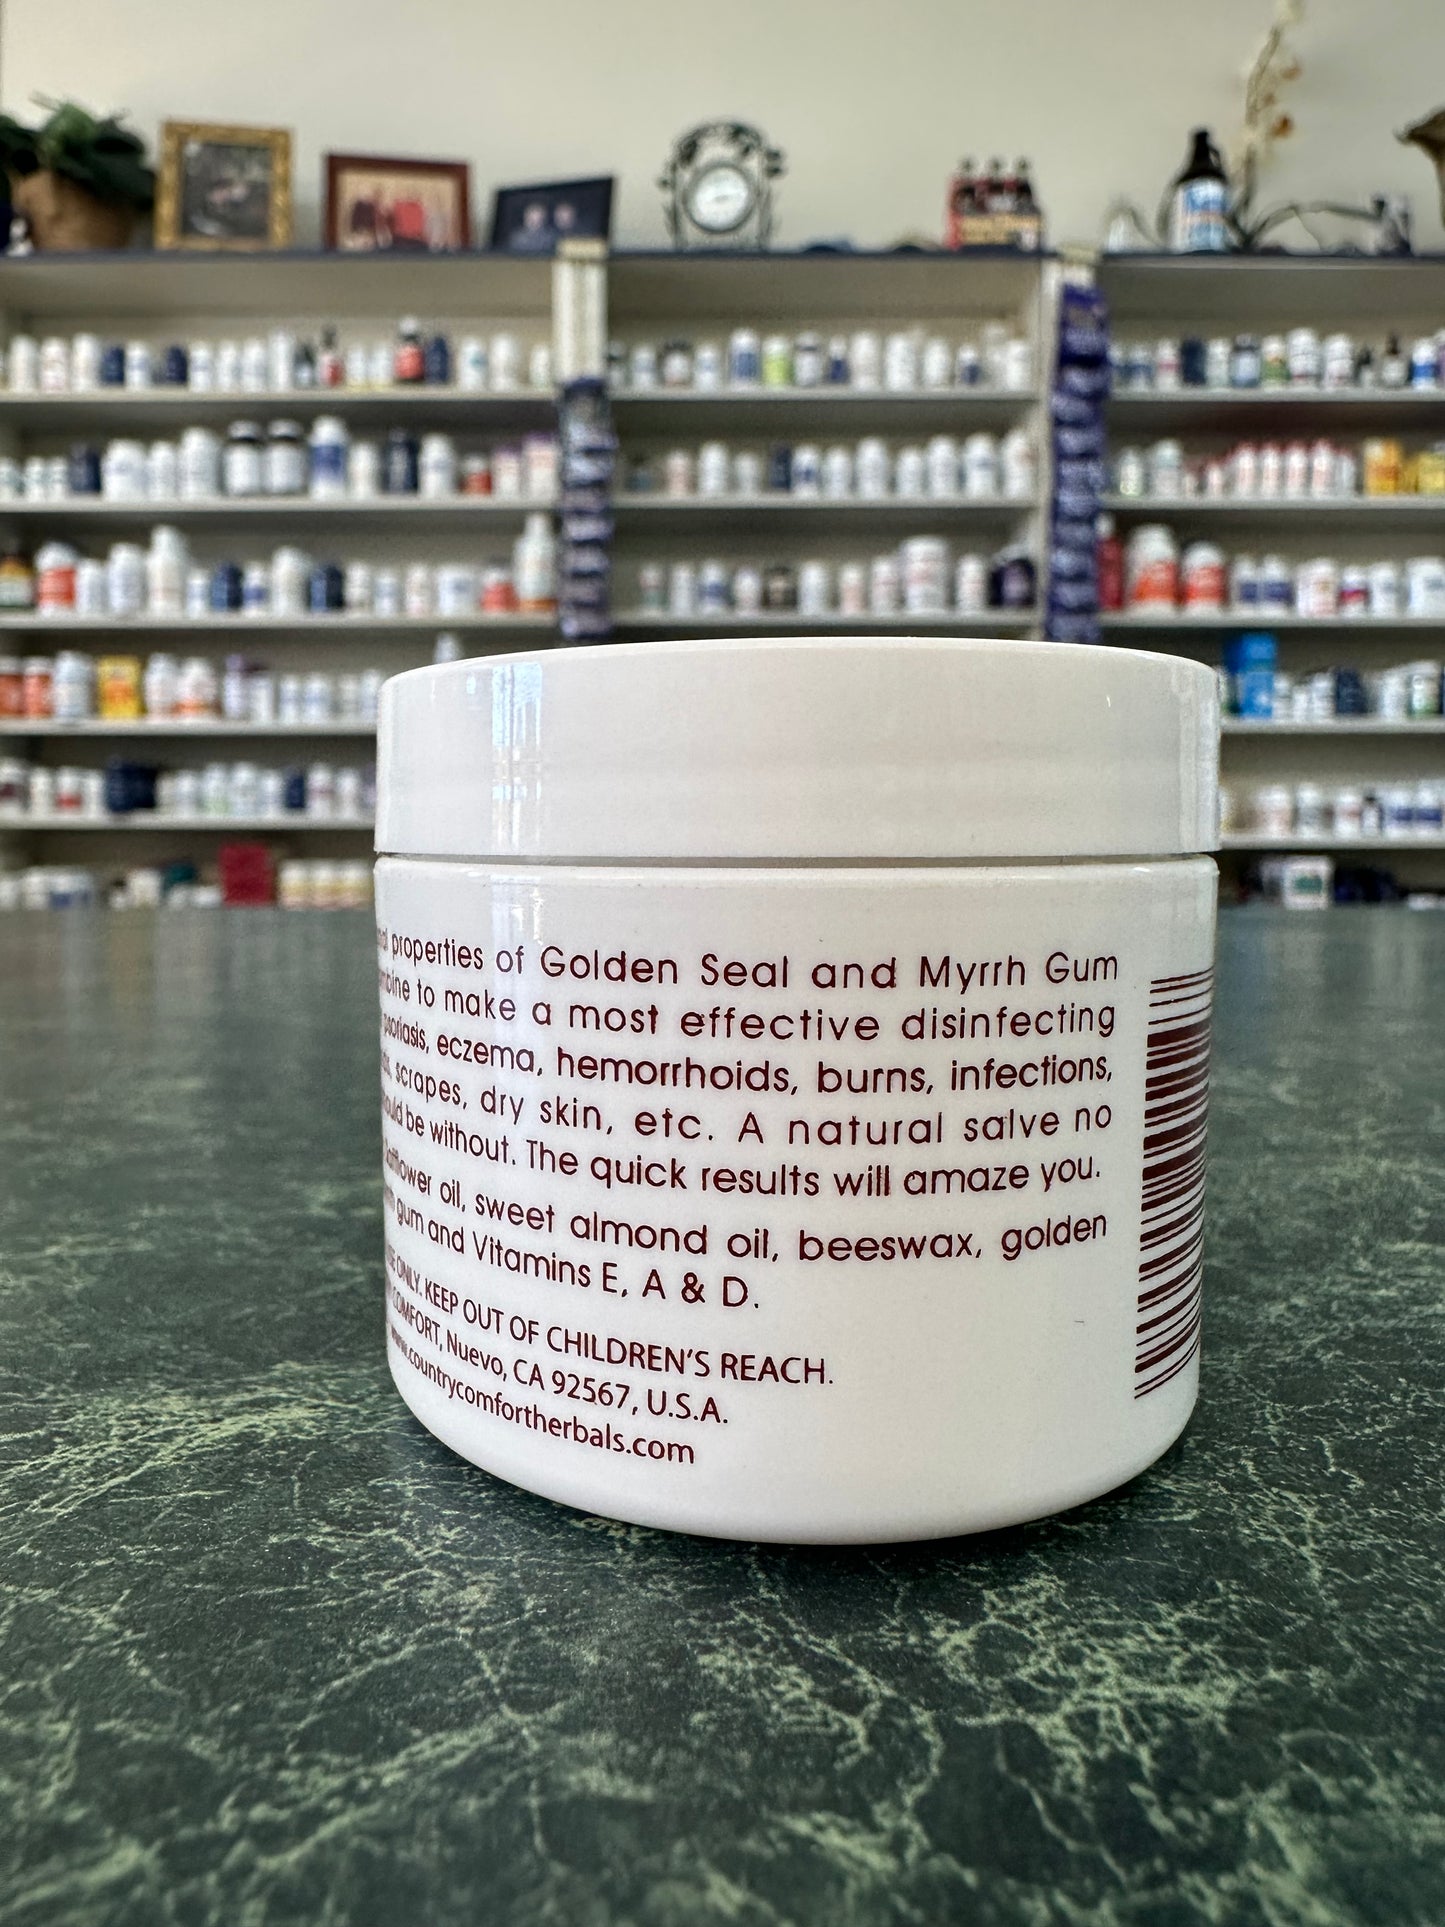 properties of Golden Seal and Myrrh Gum
to make a most effective disinfecting
psoriasis, eczema, hemorrhoids, burns, infections,
scrapes, dry skin, etc. A natural salve no
be without. The quick results will amaze you.
oil, sweet almond oil, beeswax, golden
gum and Vitamins E, A & D.
ONLY. KEEP OUT OF CHILDREN'S REACH.
COMFORT, Nuevo, CA 92567, U.S.A.
www.countrycomfortherbals.com